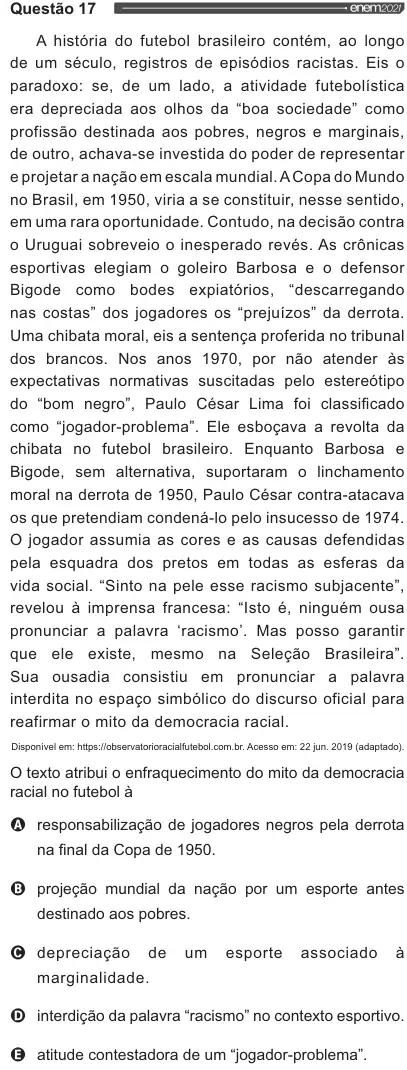 Questão 17 enem2021
A história do futebol brasileiro contém, ao longo
de um século, registros de episódios racistas. Eis o
paradoxo: se, de um lado, a atividade futebolística
era depreciada aos olhos da “boa sociedade” como
profissão destinada aos pobres, negros e marginais,
de outro, achava-se investida do poder de representar
e projetar a nação em escala mundial. A Copa do Mundo
no Brasil, em 1950, viria a se constituir, nesse sentido,
em uma rara oportunidade. Contudo, na decisão contra
o Uruguai sobreveio o inesperado revés. As crônicas
esportivas elegiam o goleiro Barbosa e o defensor
Bigode como bodes expiatórios, “descarregando
nas costas” dos jogadores os “prejuízos” da derrota.
Uma chibata moral, eis a sentença proferida no tribunal
dos brancos. Nos anos 1970, por não atender às
expectativas normativas suscitadas pelo estereótipo
do “bom negro”, Paulo César Lima foi classificado
como “jogador-problema”. Ele esboçava a revolta da
chibata no futebol brasileiro. Enquanto Barbosa e
Bigode, sem alternativa, suportaram o linchamento
moral na derrota de 1950, Paulo César contra-atacava
os que pretendiam condená-lo pelo insucesso de 1974.
O jogador assumia as cores e as causas defendidas
pela esquadra dos pretos em todas as esferas da
vida social. “Sinto na pele esse racismo subjacente”,
revelou à imprensa francesa: “Isto é, ninguém ousa
pronunciar a palavra ‘racismo’. Mas posso garantir
que ele existe, mesmo na Seleção Brasileira”.
Sua ousadia consistiu em pronunciar a palavra
interdita no espaço simbólico do discurso oficial para
reafirmar o mito da democracia racial.
Disponível em: https://observatorioracialfutebol.com.br. Acesso em: 22 jun. 2019 (adaptado).
O texto atribui o enfraquecimento do mito da democracia
racial no futebol à
A responsabilização de jogadores negros pela derrota
na final da Copa de 1950.
B projeção mundial da nação por um esporte antes
destinado aos pobres.
C depreciação de um esporte associado à
marginalidade.
D interdição da palavra “racismo” no contexto esportivo.
E atitude contestadora de um “jogador-problema”.